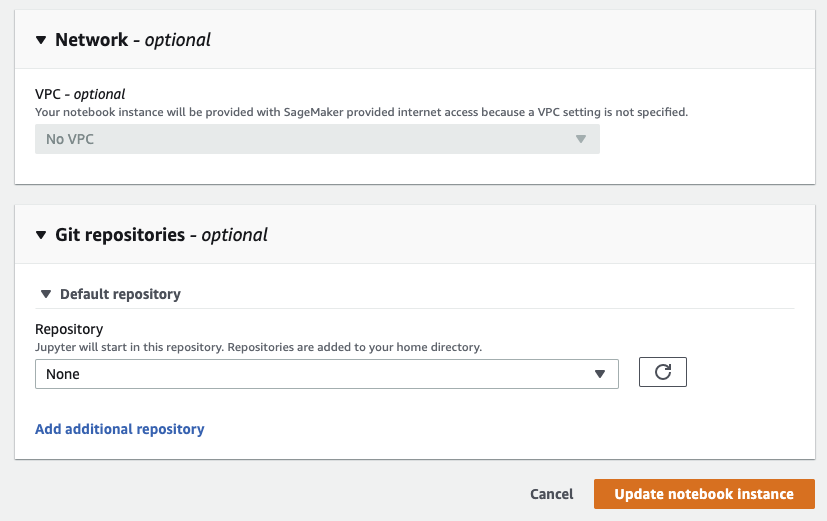 Network - optional
VPC - optional
Your notebook instance will be provided with SageMaker provided internet access because a VPC setting is not specified.
No VPC
Git repositories - optional
Default repository
Repository
Jupyter will start in this repository. Repositories are added to your home directory.
None
Add additional repository
Cancel
Update notebook instance